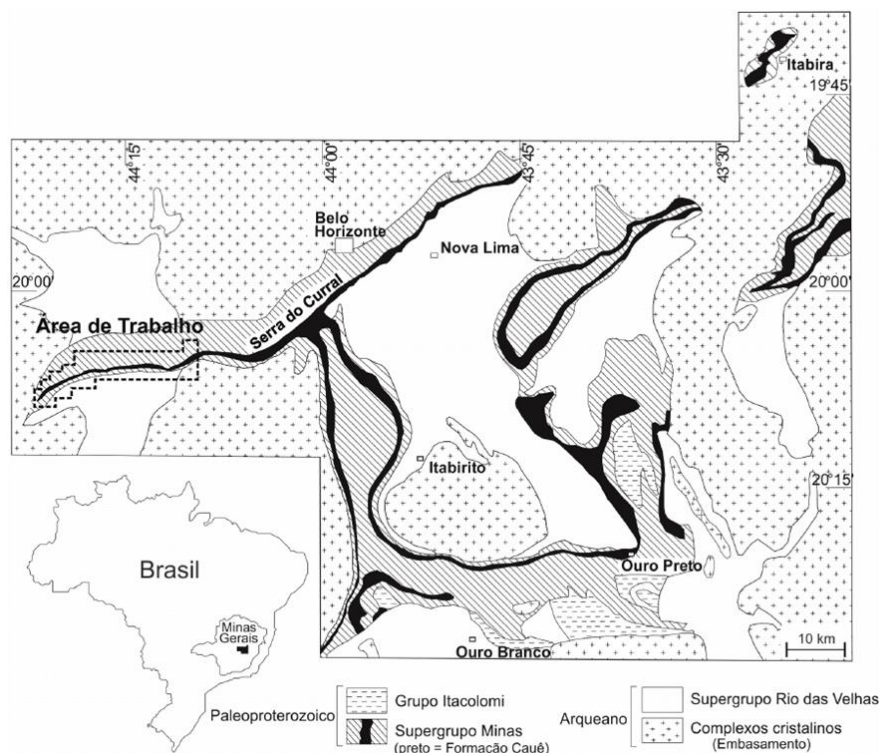 Itabira
19°45'
44°15'
44°00'
43°45'
43°30'
Belo
Horizonte
Nova Lima
20°00'
20°00'
Serra do Curral
Área de Trabalho
Itabirito
20°15'
Ouro Preto
Ouro Branco
10 km
Brasil
Minas
Gerais
Paleoproterozoico
Grupo Itacolomi
Supergrupo Minas
(preto = Formação Cauê)
Arqueano
Supergrupo Rio das Velhas
Complexos cristalinos
(Embasamento)